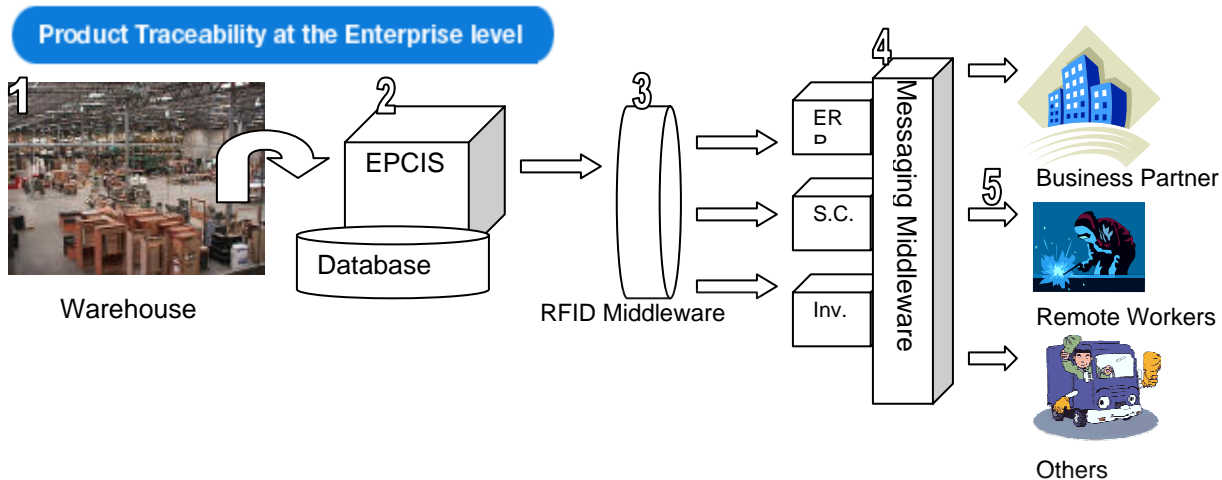 Product Traceability at the Enterprise level
1
2
3
4
5
Warehouse
EPCIS
Database
RFID Middleware
ER
P
S.C.
Inv.
Messaging Middleware
Business Partner
Remote Workers
Others